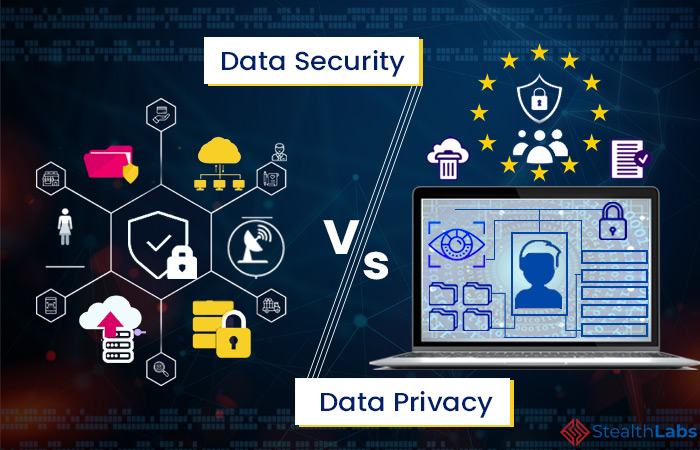 Data Security
Vs
Data Privacy
StealthLabs